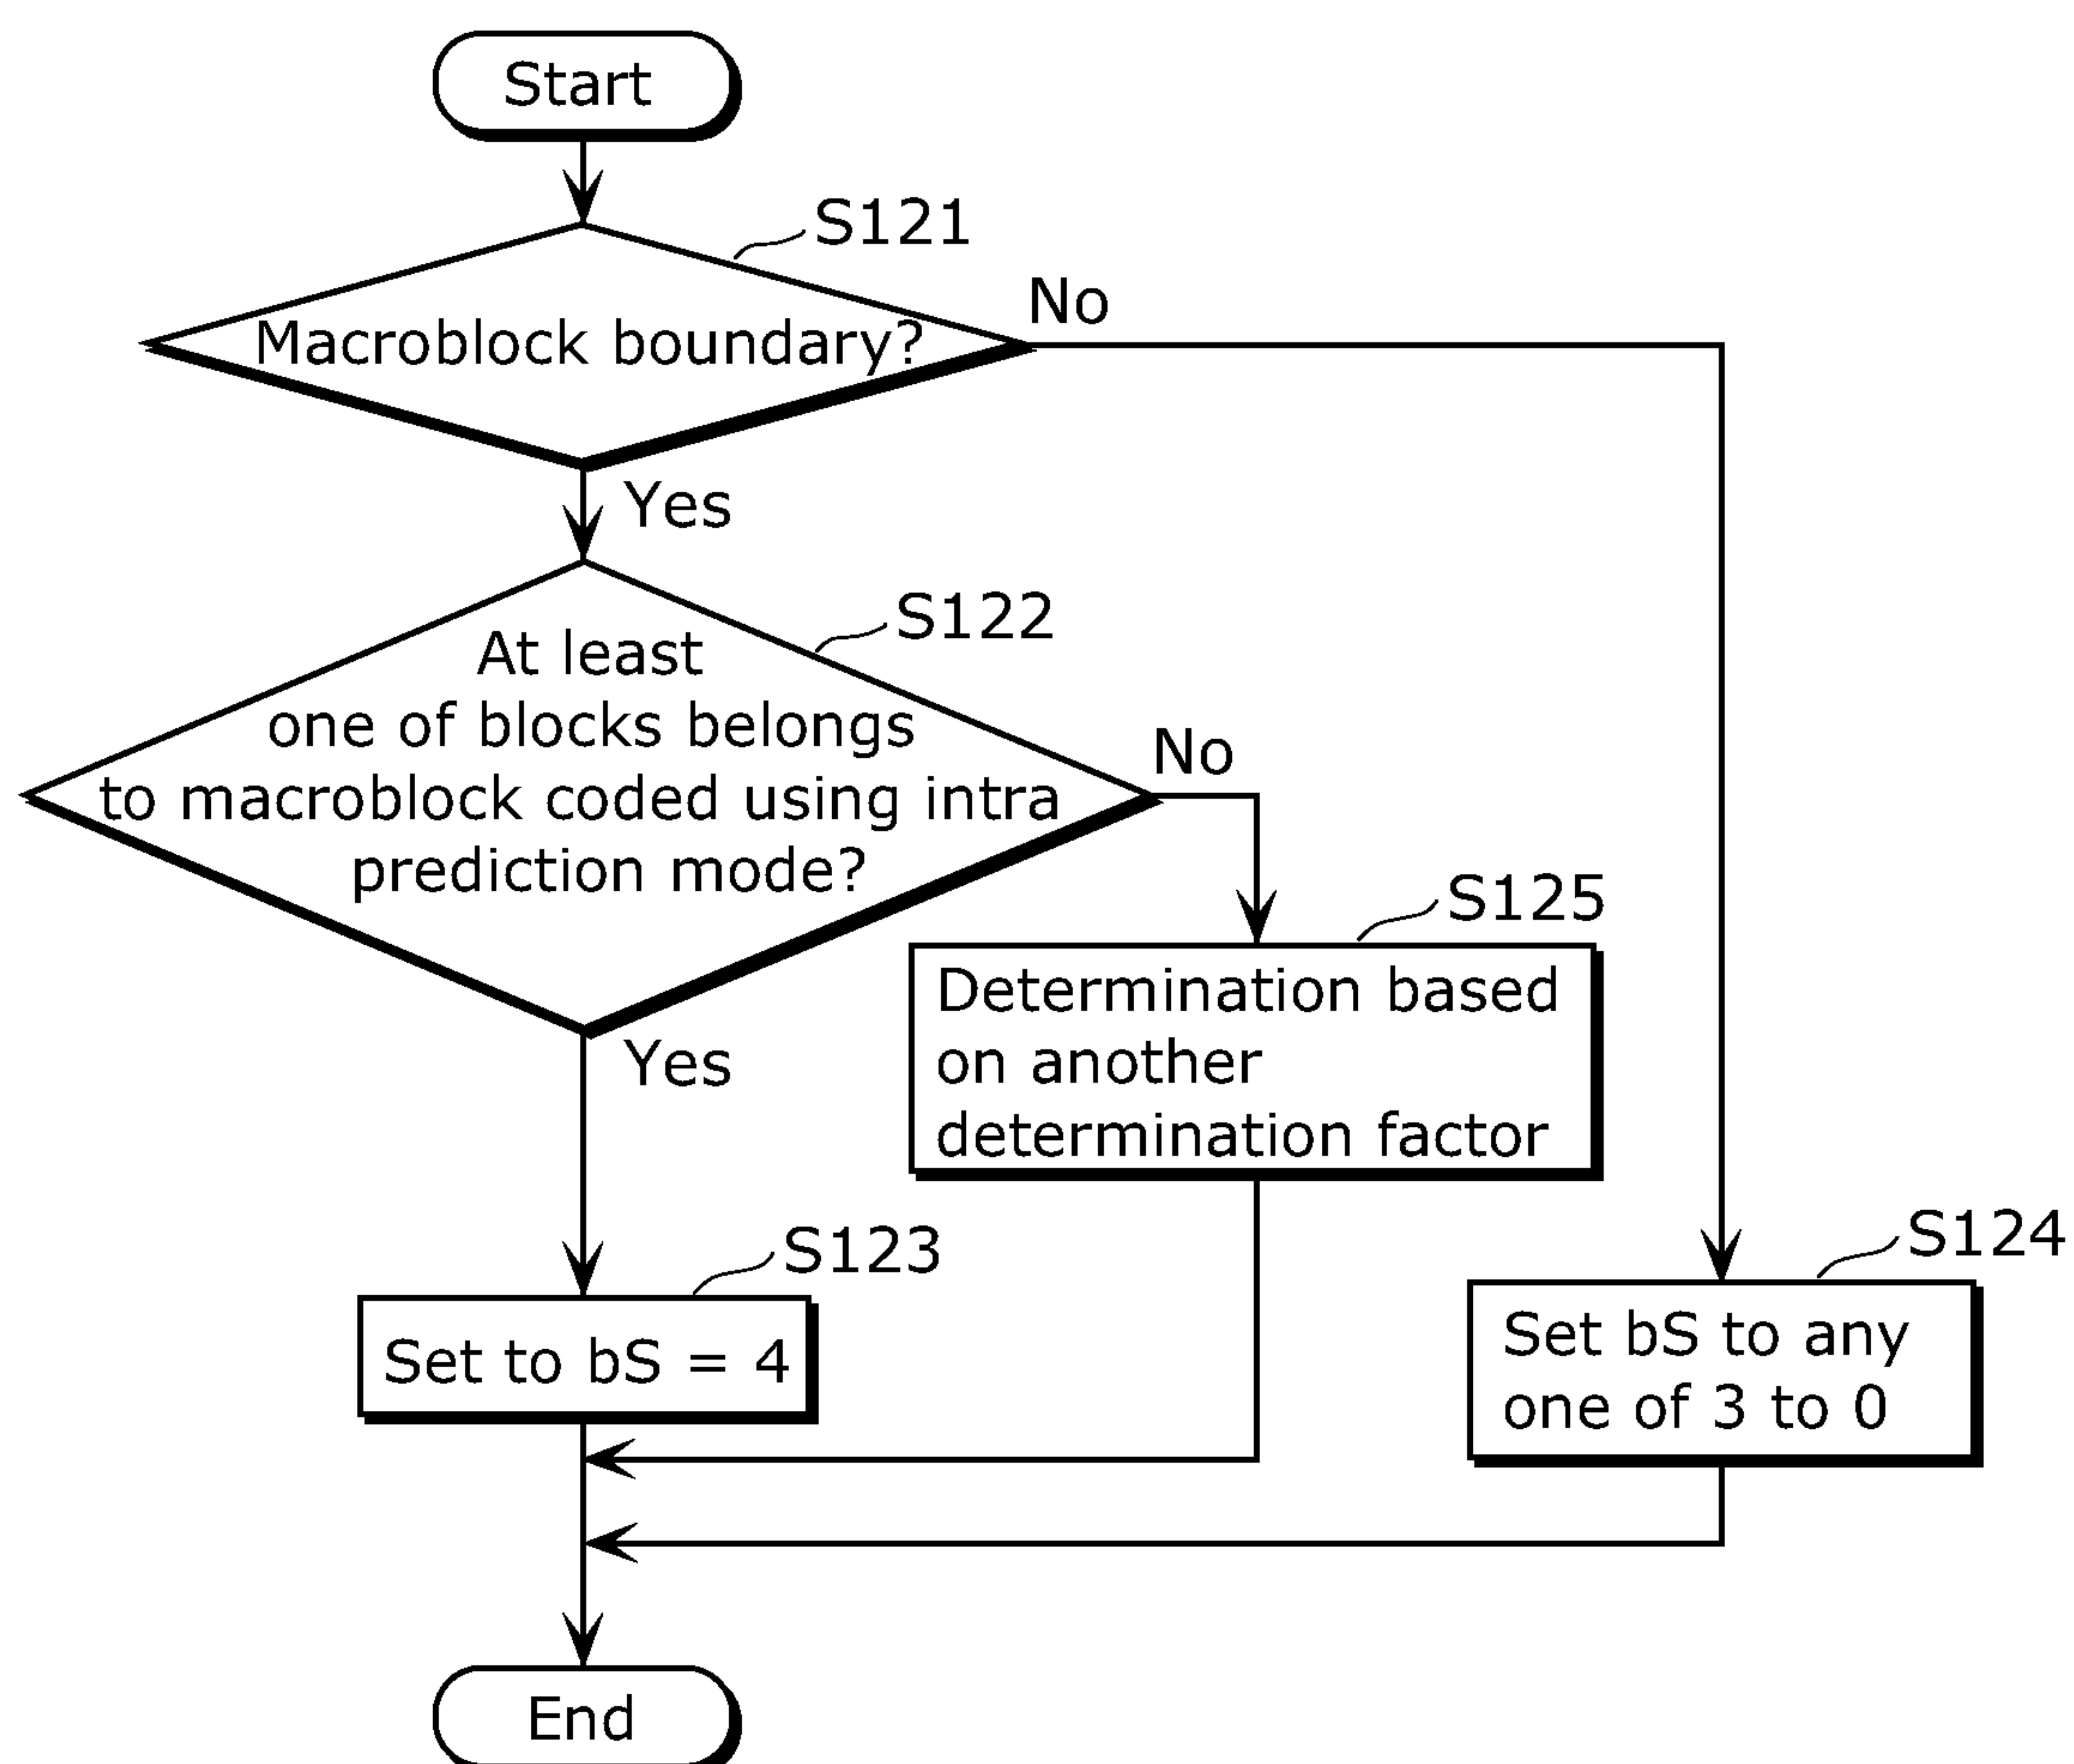 Start
S121
No
Macroblock boundary?
Yes
S122
At least
one of blocks belongs
to macroblock coded using intra
prediction mode?
No
S125
Determination based
on another
determination factor
Yes
S123
Set to bS = 4
S124
Set bS to any
one of 3 to 0
End